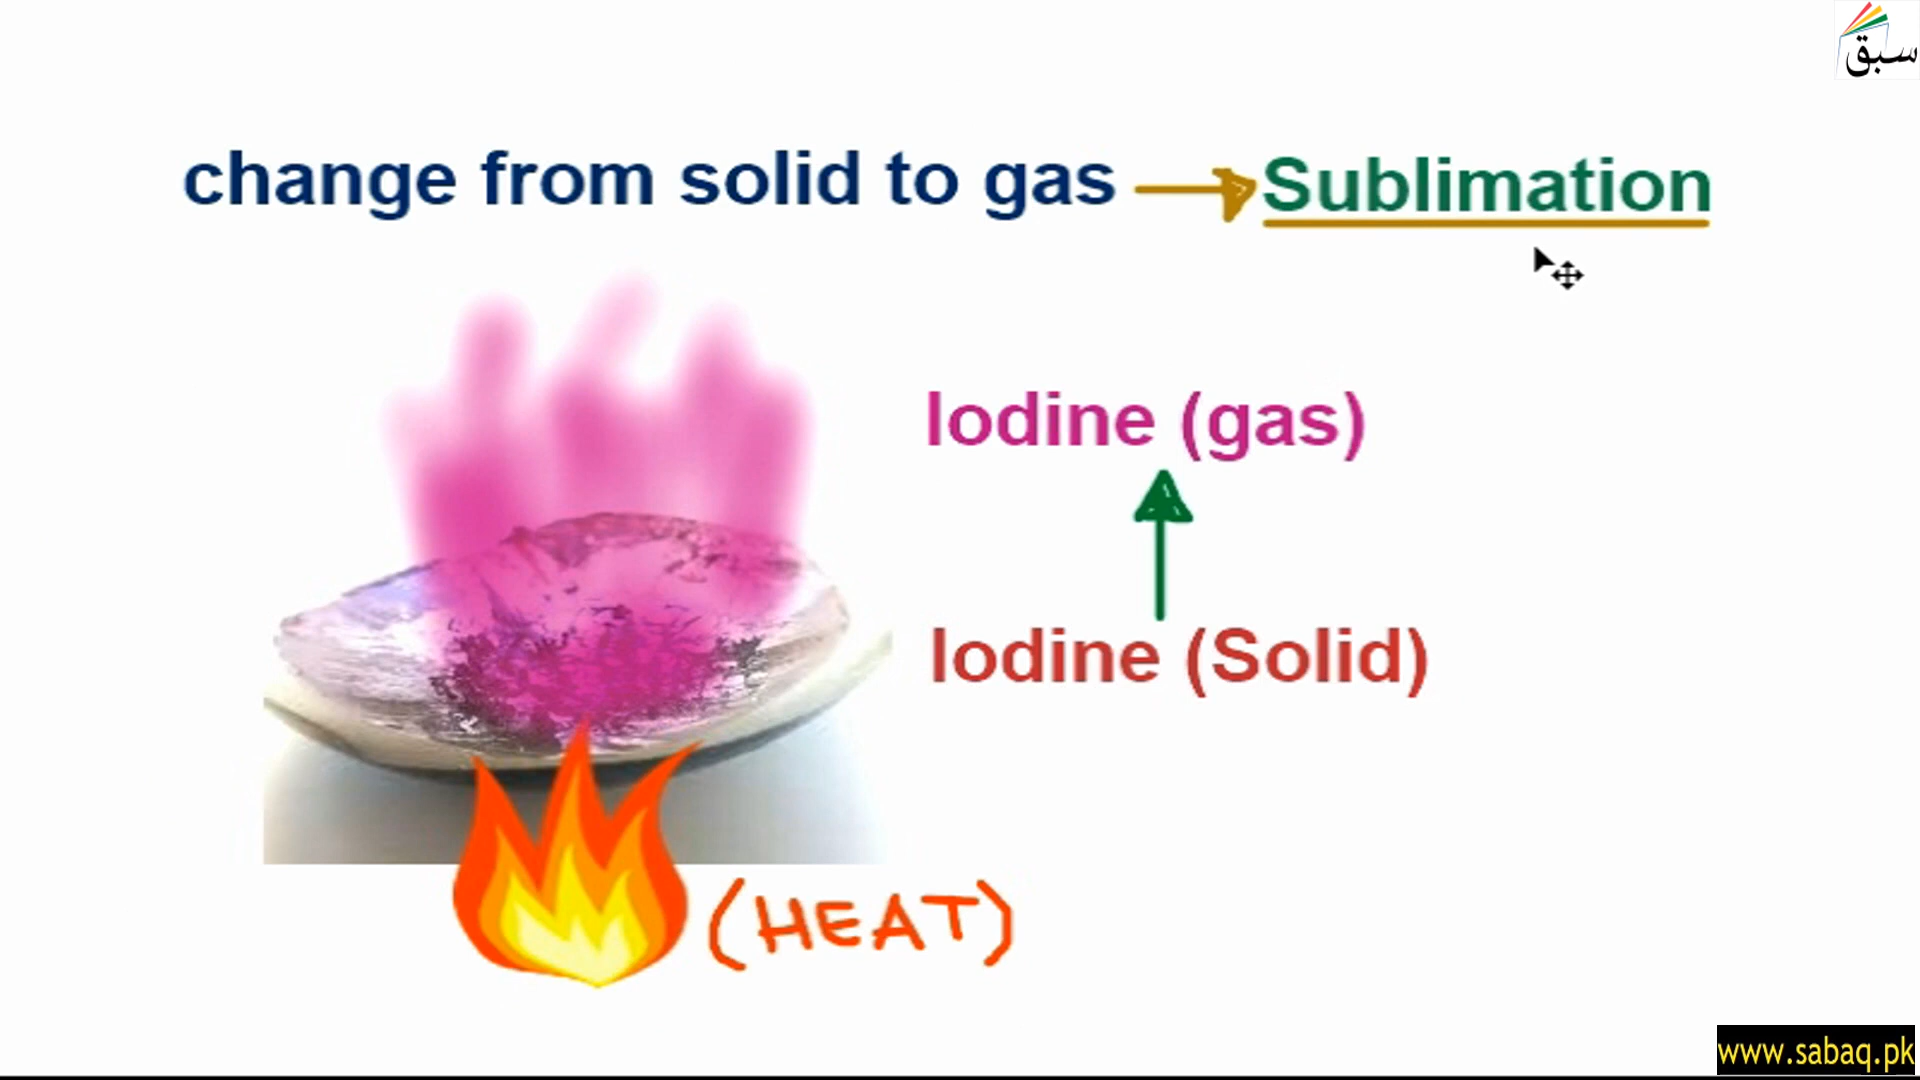 سبق
change from solid to gas → Sublimation
Iodine (gas)
Iodine (Solid)
(HEAT)
www.sabaq.pk